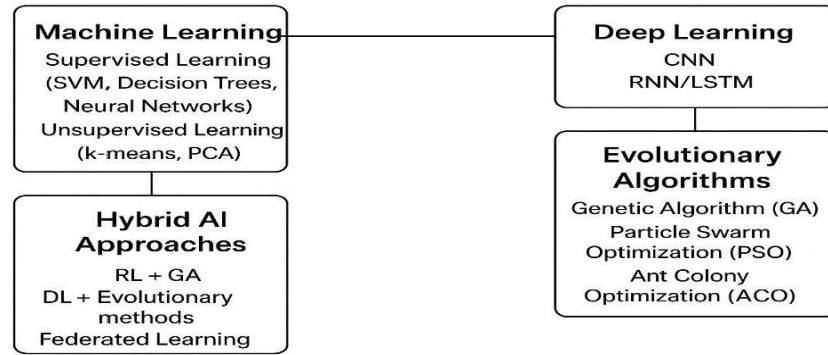 Machine Learning
Supervised Learning
(SVM, Decision Trees,
Neural Networks)
Unsupervised Learning
(k-means, PCA)
Hybrid AI
Approaches
RL + GA
DL + Evolutionary
methods
Federated Learning
Deep Learning
CNN
RNN/LSTM
Evolutionary
Algorithms
Genetic Algorithm (GA)
Particle Swarm
Optimization (PSO)
Ant Colony
Optimization (ACO)